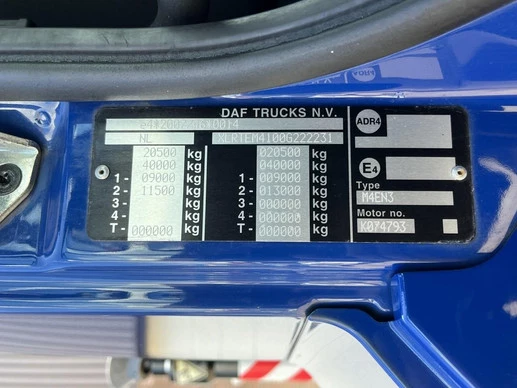 DAF TRUCKS N.V.
NL XLRTEM4100G222231
20500 kg 020500 kg
40000 kg 040000 kg
1- 09000 kg 1- 009000 kg
2- 11500 kg 2- 013000 kg
3- kg 3- 000000 kg
4- kg 4- 000000 kg
T- 000000 kg T- 000000 kg
ADR4
E4
Type
M4EN3
Motor no.
K074793